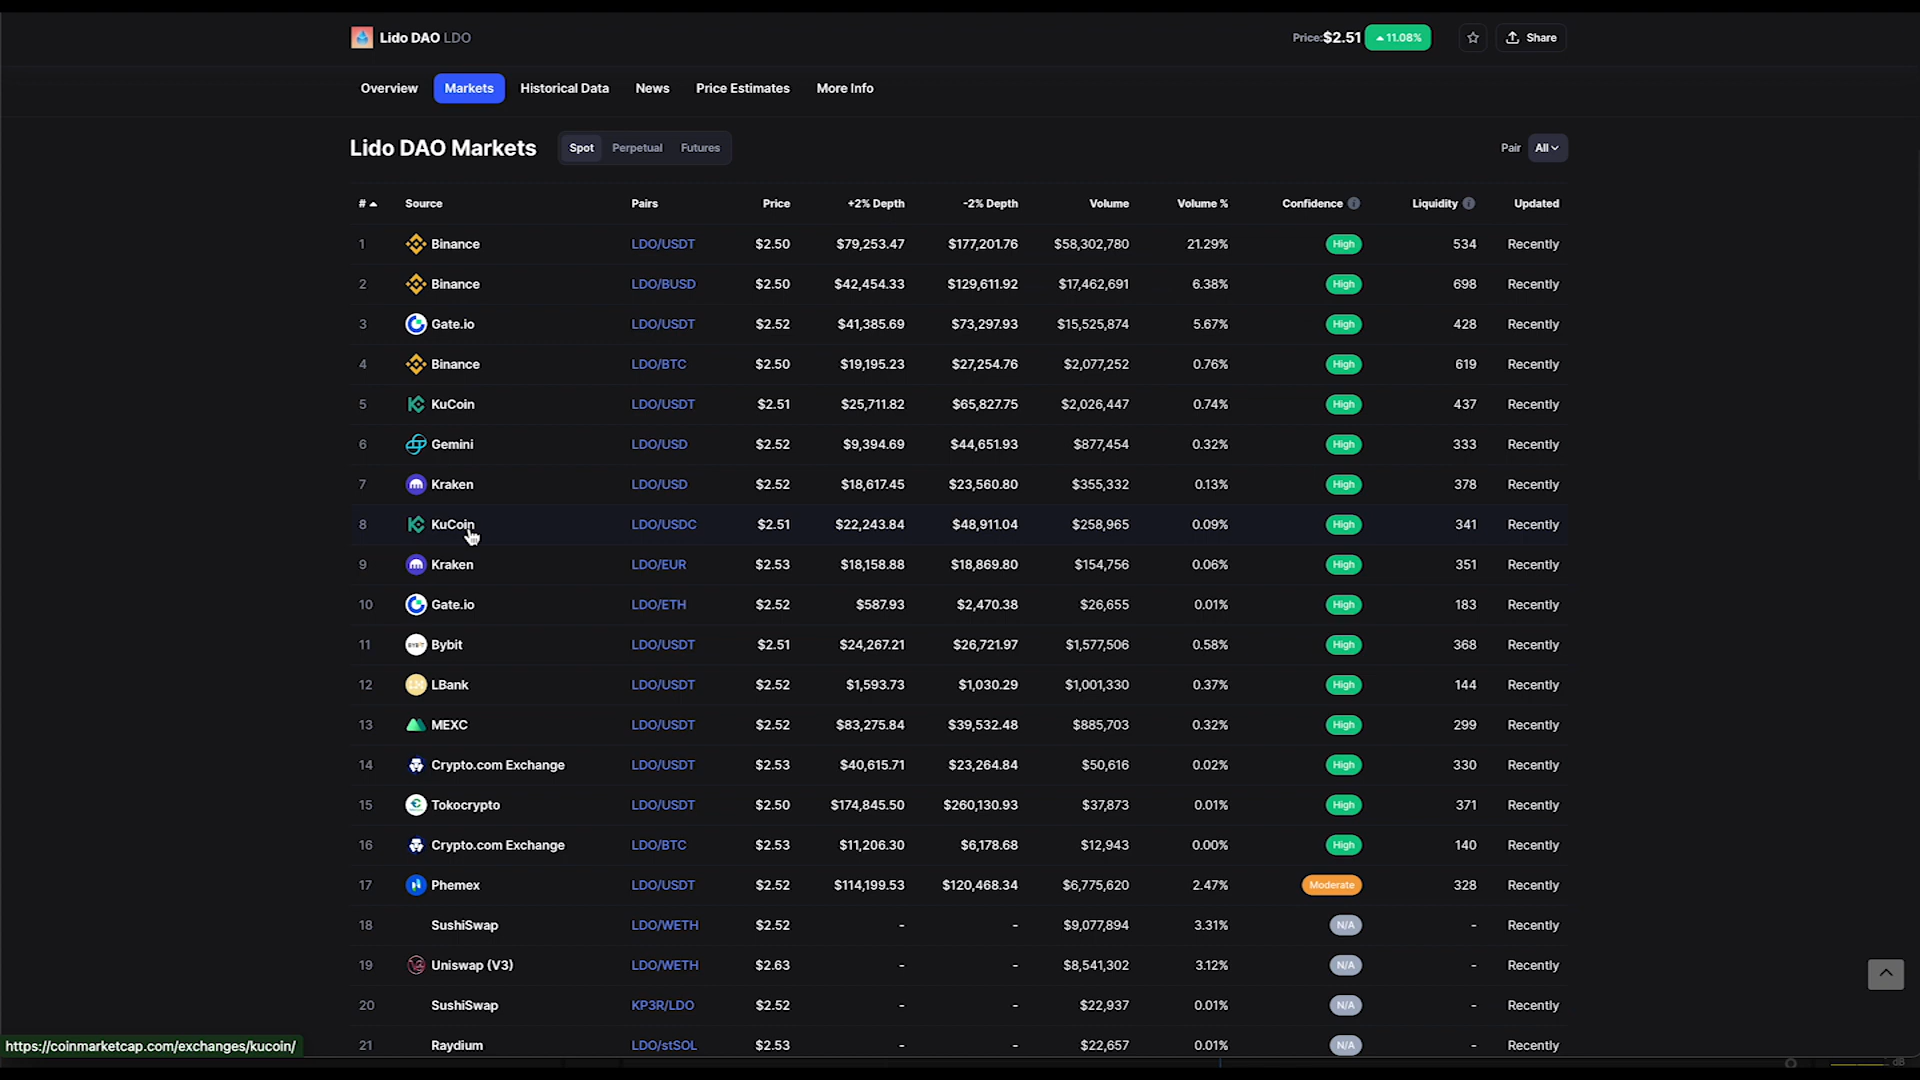 Lido DAO LDO Price:$2.51 11.08% Share
Overview Markets Historical Data News Price Estimates More Info
Lido DAO Markets Spot Perpetual Futures Pair All
# Source Pairs Price +2% Depth -2% Depth Volume Volume % Confidence Liquidity Updated
1 Binance LDO/USDT $2.50 $79,253.47 $177,201.76 $58,302,780 21.29% High 534 Recently
2 Binance LDO/BUSD $2.50 $42,454.33 $129,611.92 $17,462,691 6.38% High 698 Recently
3 Gate.io LDO/USDT $2.52 $41,385.69 $73,297.93 $15,525,874 5.67% High 428 Recently
4 Binance LDO/BTC $2.50 $19,195.23 $27,254.76 $2,077,252 0.76% High 619 Recently
5 KuCoin LDO/USDT $2.51 $25,711.82 $65,827.75 $2,026,447 0.74% High 437 Recently
6 Gemini LDO/USD $2.52 $9,394.69 $44,651.93 $877,454 0.32% High 333 Recently
7 Kraken LDO/USD $2.52 $18,617.45 $23,560.80 $355,332 0.13% High 378 Recently
8 KuCoin LDO/USDC $2.51 $22,243.84 $48,911.04 $258,965 0.09% High 341 Recently
9 Kraken LDO/EUR $2.53 $18,158.88 $18,869.80 $154,756 0.06% High 351 Recently
10 Gate.io LDO/ETH $2.52 $587.93 $2,470.38 $26,655 0.01% High 183 Recently
11 Bybit LDO/USDT $2.51 $24,267.21 $26,721.97 $1,577,506 0.58% High 368 Recently
12 LBank LDO/USDT $2.52 $1,593.73 $1,030.29 $1,001,330 0.37% High 144 Recently
13 MEXC LDO/USDT $2.52 $83,275.84 $39,532.48 $885,703 0.32% High 299 Recently
14 Crypto.com Exchange LDO/USDT $2.53 $40,615.71 $23,264.84 $50,616 0.02% High 330 Recently
15 Tokocrypto LDO/USDT $2.50 $174,845.50 $260,130.93 $37,873 0.01% High 371 Recently
16 Crypto.com Exchange LDO/BTC $2.53 $11,206.30 $6,178.68 $12,943 0.00% High 140 Recently
17 Phemex LDO/USDT $2.52 $114,199.53 $120,468.34 $6,775,620 2.47% Moderate 328 Recently
18 SushiSwap LDO/WETH $2.52 - - $9,077,894 3.31% N/A - Recently
19 Uniswap (V3) LDO/WETH $2.63 - - $8,541,302 3.12% N/A - Recently
20 SushiSwap KP3R/LDO $2.52 - - $22,937 0.01% N/A - Recently
21 Raydium LDO/stSOL $2.53 - - $22,657 0.01% N/A - Recently
https://coinmarketcap.com/exchanges/kucoin/
dB